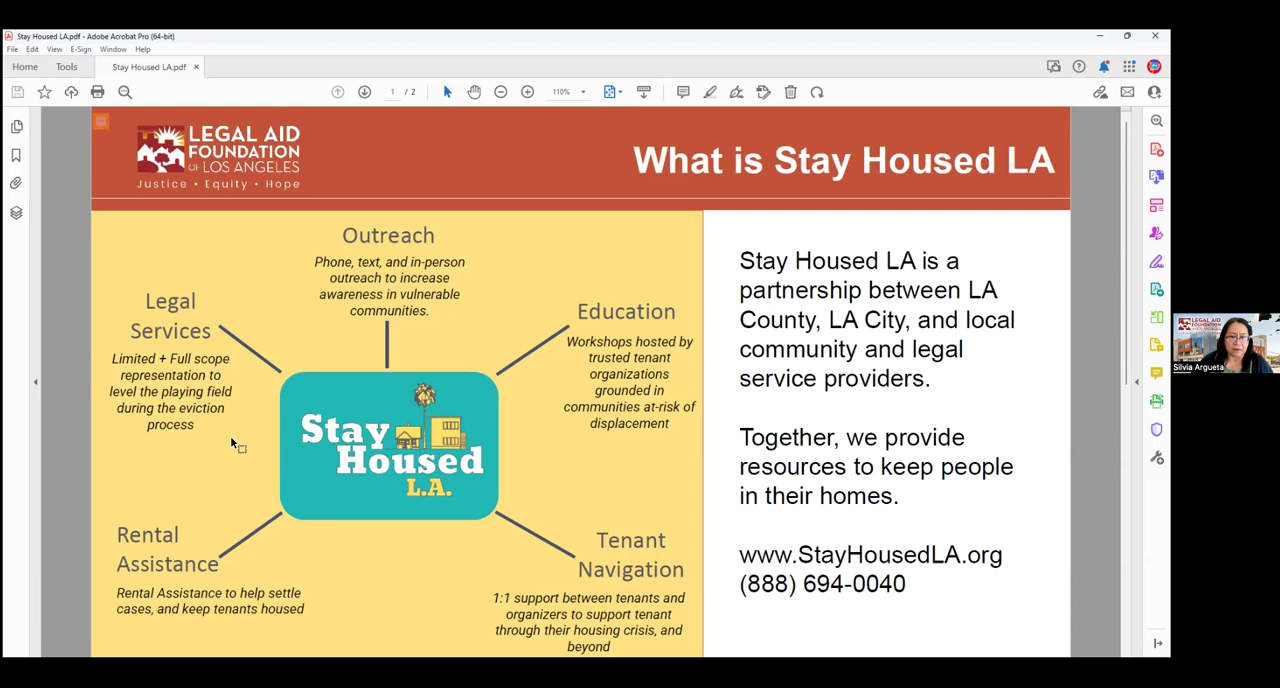 Stay Housed LA.pdf - Adobe Acrobat Pro (64-bit)
File Edit View E-Sign Window Help
Home Tools Stay Housed LA.pdf ×
1 / 2 110%
LEGAL AID
FOUNDATION
OF LOS ANGELES
Justice • Equity • Hope
What is Stay Housed LA
Outreach
Phone, text, and in-person
outreach to increase
awareness in vulnerable
communities.
Legal
Services
Limited + Full scope
representation to
level the playing field
during the eviction
process
Education
Workshops hosted by
trusted tenant
organizations
grounded in
communities at-risk of
displacement
Stay
Housed
L.A.
Rental
Assistance
Rental Assistance to help settle
cases, and keep tenants housed
Tenant
Navigation
1:1 support between tenants and
organizers to support tenant
through their housing crisis, and
beyond
Stay Housed LA is a
partnership between LA
County, LA City, and local
community and legal
service providers.
Together, we provide
resources to keep people
in their homes.
www.StayHousedLA.org
(888) 694-0040
LEGAL AID
FOUNDATION
Silvia Argueta